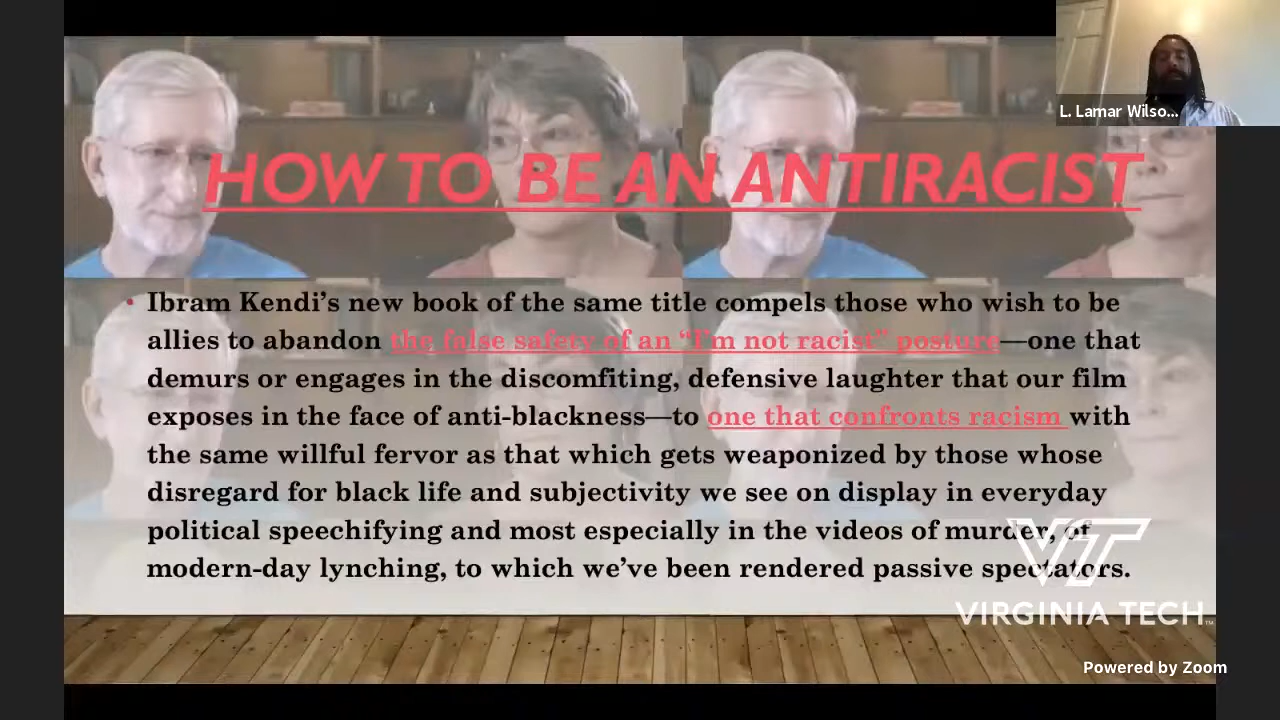 L. Lamar Wilso...
HOW TO BE AN ANTIRACIST
• Ibram Kendi's new book of the same title compels those who wish to be
allies to abandon the false safety of an “I'm not racist” posture—one that
demurs or engages in the discomfiting, defensive laughter that our film
exposes in the face of anti-blackness—to one that confronts racism with
the same willful fervor as that which gets weaponized by those whose
disregard for black life and subjectivity we see on display in everyday
political speechifying and most especially in the videos of murder, of
modern-day lynching, to which we've been rendered passive spectators.
VT
VIRGINIA TECH™
Powered by Zoom